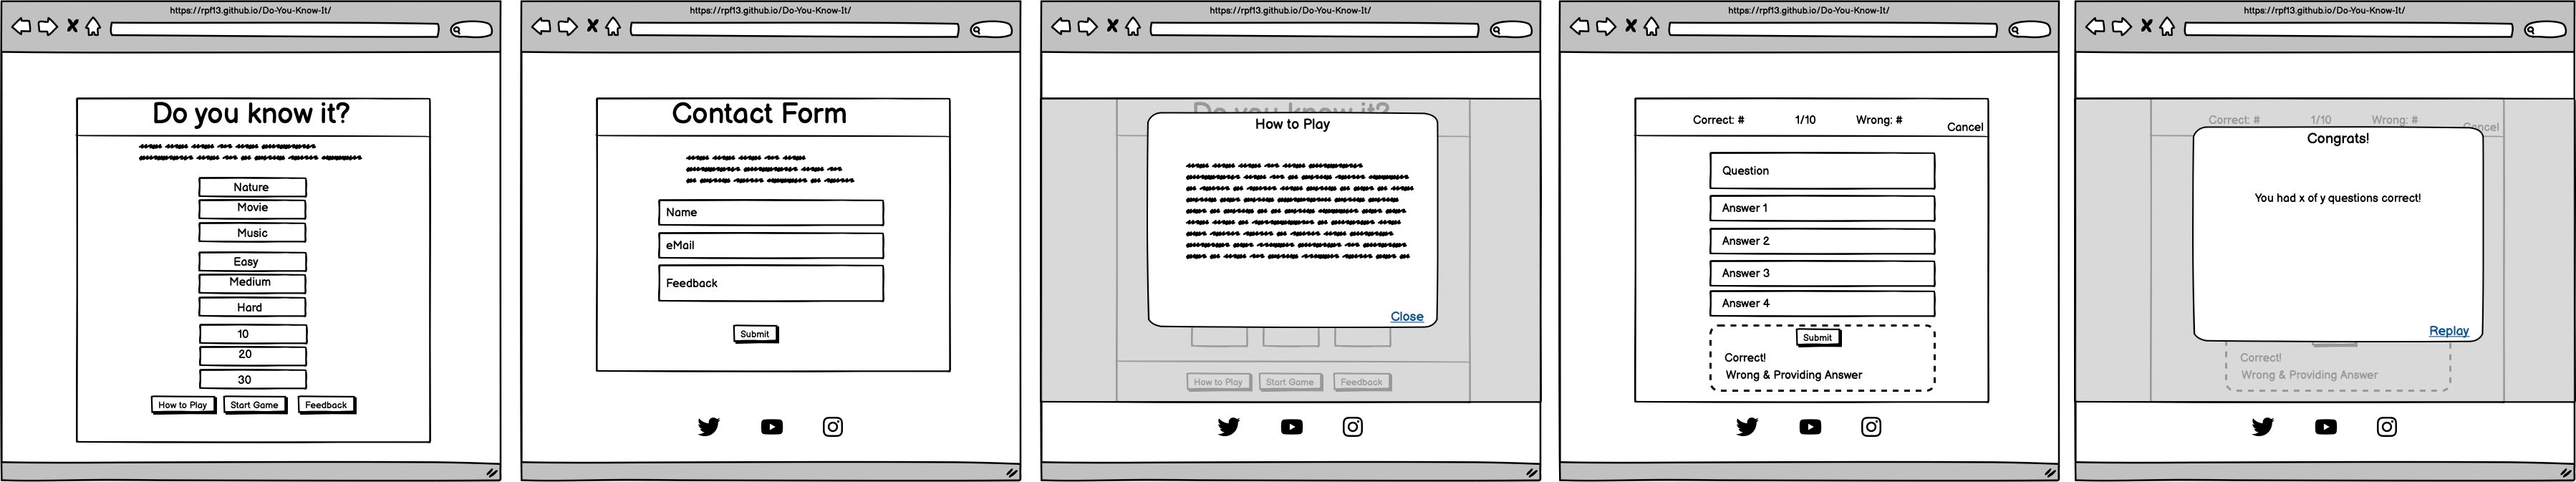 https://rpf13.github.io/Do-You-Know-It/
Do you know it?
Nature
Movie
Music
Easy
Medium
Hard
10
20
30
How to Play Start Game Feedback
https://rpf13.github.io/Do-You-Know-It/
Contact Form
Name
eMail
Feedback
Submit
https://rpf13.github.io/Do-You-Know-It/
Do you know it?
How to Play
Close
How to Play Start Game Feedback
https://rpf13.github.io/Do-You-Know-It/
Correct: # 1/10 Wrong: #
Cancel
Question
Answer 1
Answer 2
Answer 3
Answer 4
Submit
Correct!
Wrong & Providing Answer
https://rpf13.github.io/Do-You-Know-It/
Correct: # 1/10 Wrong: #
Cancel
Congrats!
You had x of y questions correct!
Replay
Correct!
Wrong & Providing Answer